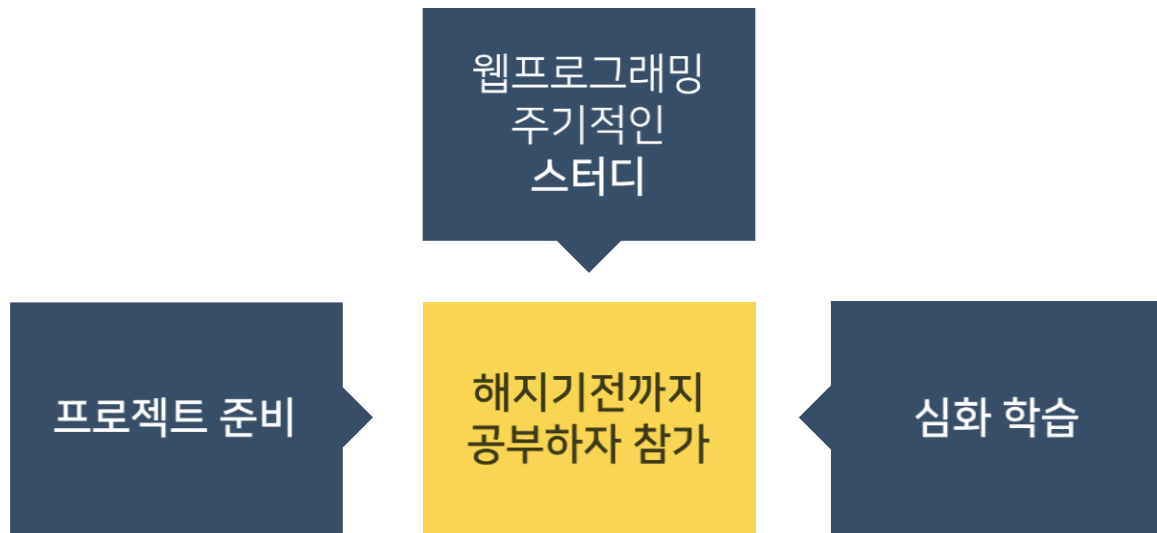 웹프로그래밍
주기적인
스터디
프로젝트 준비
해지기전까지
공부하자 참가
심화 학습